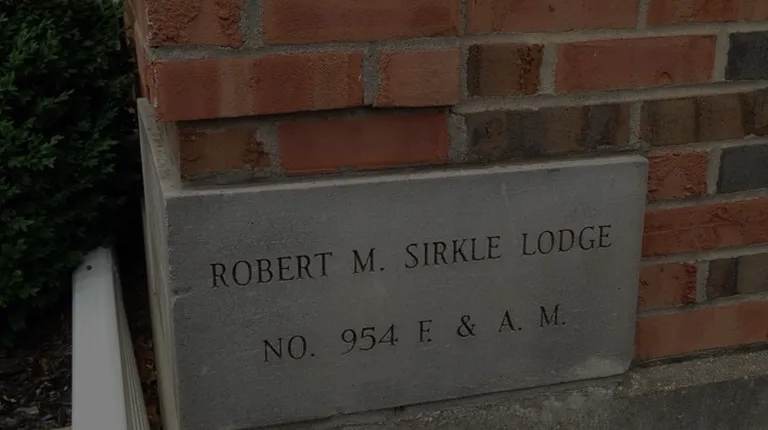 ROBERT M. SIRKLE LODGE
NO. 954 F. & A. M.